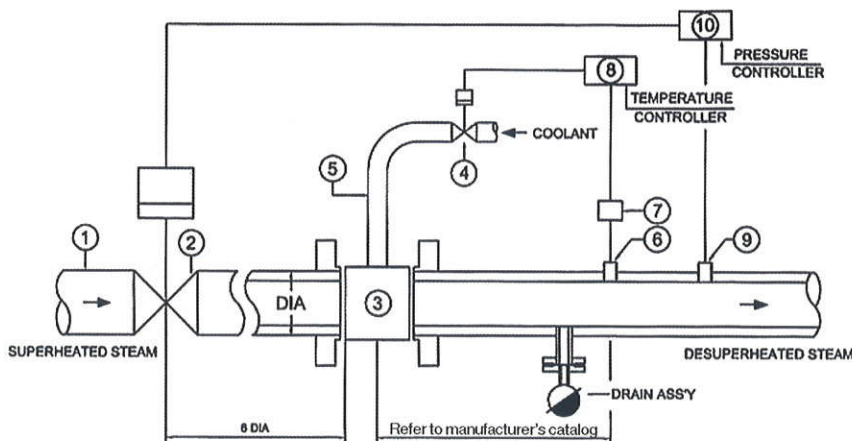 10
PRESSURE
CONTROLLER
8
TEMPERATURE
CONTROLLER
COOLANT
5
4
7
1
2
6
9
DIA
3
SUPERHEATED STEAM
DESUPERHEATED STEAM
DRAIN ASS'Y
6 DIA
Refer to manufacturer's catalog